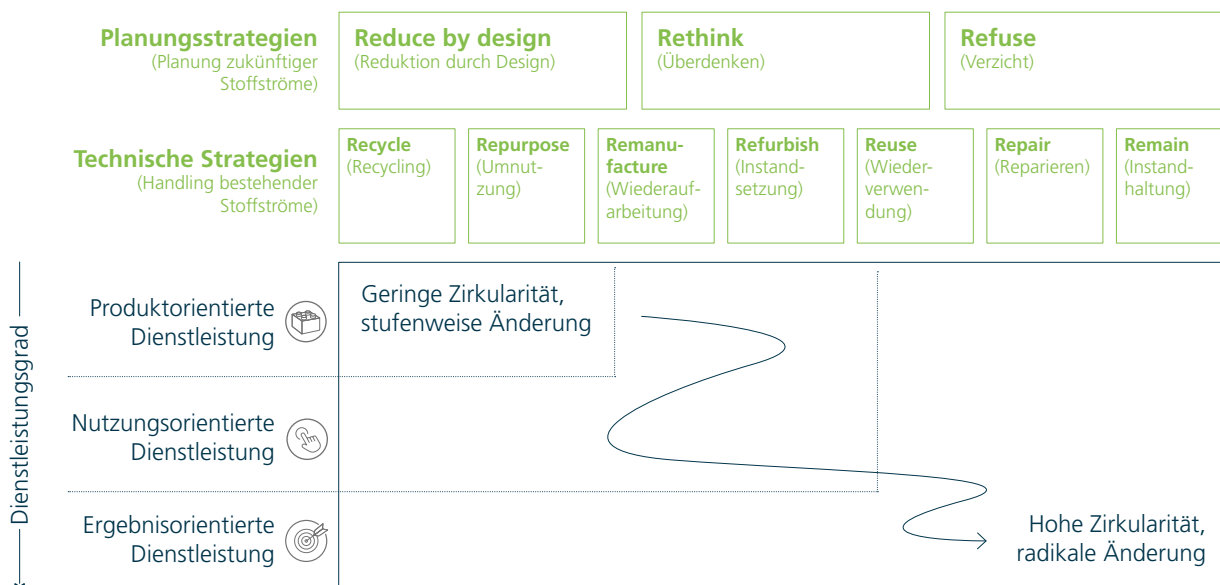 Planungsstrategien
(Planung zukünftiger
Stoffströme)
Reduce by design
(Reduktion durch Design)
Rethink
(Überdenken)
Refuse
(Verzicht)
Technische Strategien
(Handling bestehender
Stoffströme)
Recycle
(Recycling)
Repurpose
(Umnut-
zung)
Remanu-
facture
(Wiederauf-
arbeitung)
Refurbish
(Instand-
setzung)
Reuse
(Wieder-
verwen-
dung)
Repair
(Reparieren)
Remain
(Instand-
haltung)
Dienstleistungsgrad
Produktorientierte
Dienstleistung
Geringe Zirkularität,
stufenweise Änderung
Nutzungsorientierte
Dienstleistung
Ergebnisorientierte
Dienstleistung
Hohe Zirkularität,
radikale Änderung